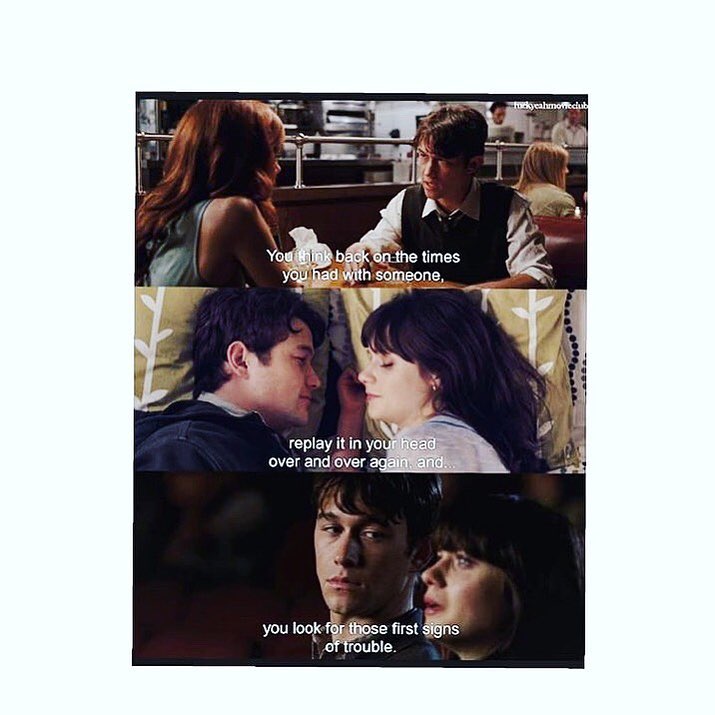 fuckyeahmovieclub
You think back on the times
you had with someone,
replay it in your head
over and over again, and...
you look for those first signs
of trouble.